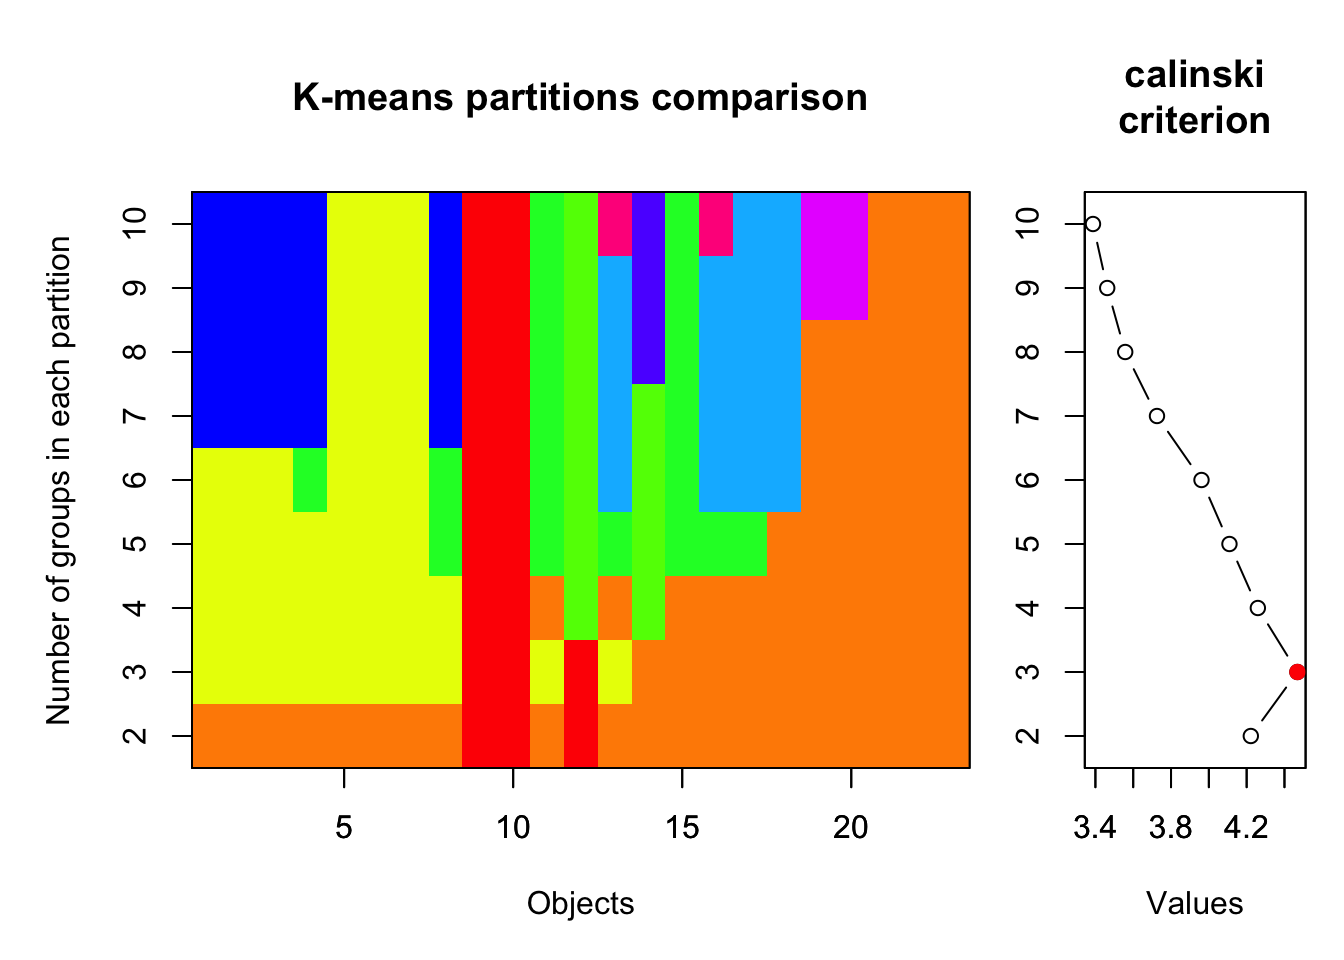 K-means partitions comparison
calinski
criterion
Number of groups in each partition
10
9
8
7
6
5
4
3
2
5 10 15 20
Objects
10
9
8
7
6
5
4
3
2
3.4 3.8 4.2
Values